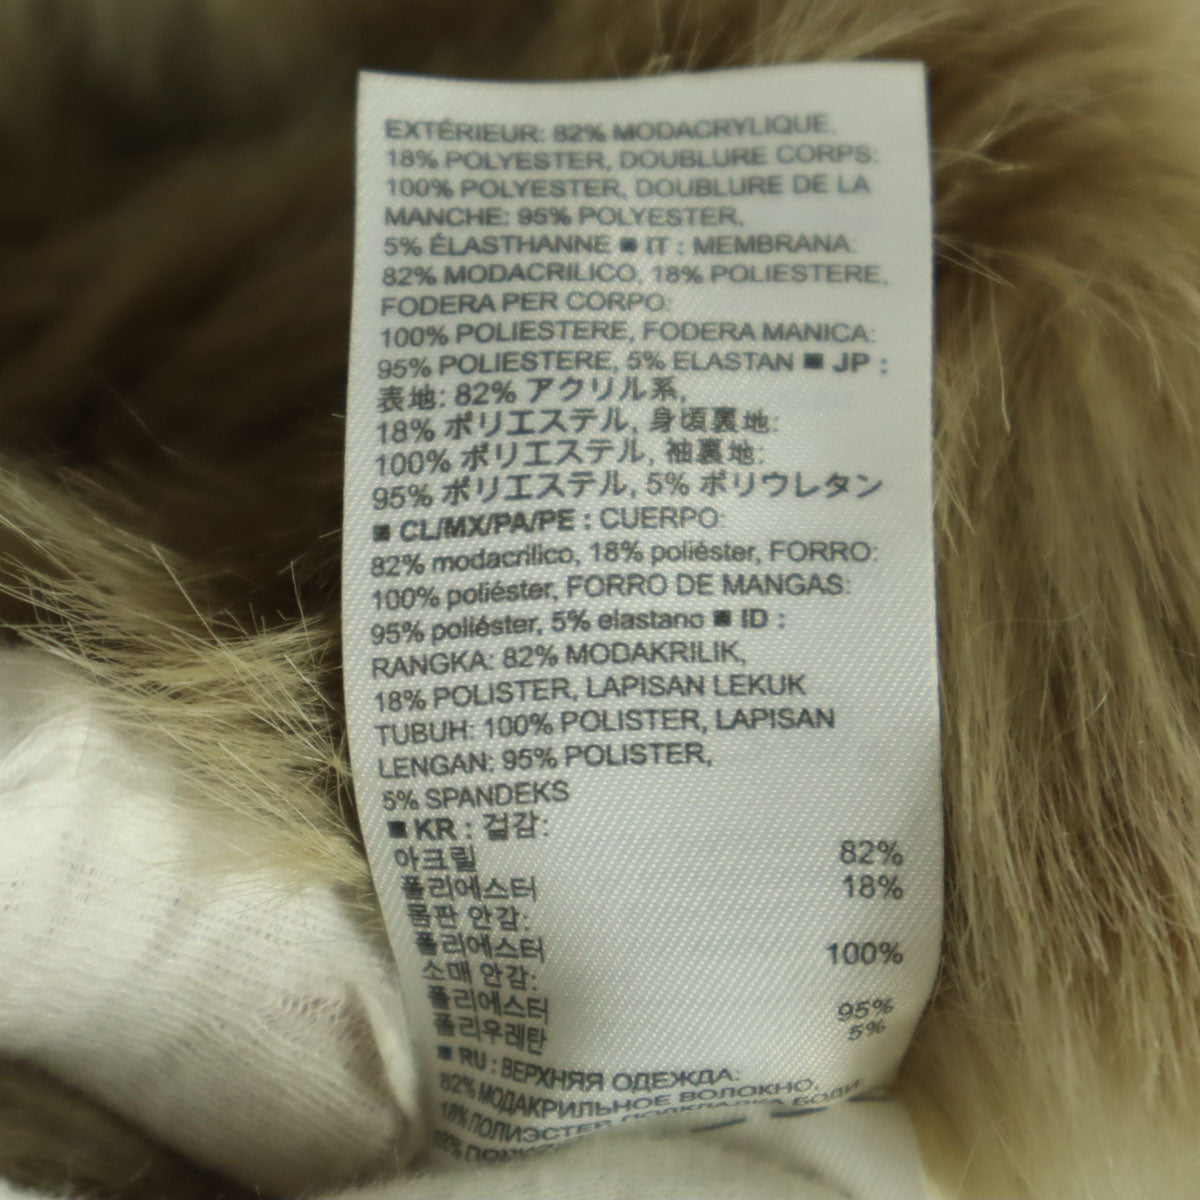 EXTÉRIEUR: 82% MODACRYLIQUE,
18% POLYESTER, DOUBLURE CORPS:
100% POLYESTER, DOUBLURE DE LA
MANCHE: 95% POLYESTER,
5% ÉLASTHANNE ■ IT : MEMBRANA:
82% MODACRILICO, 18% POLIESTERE,
FODERA PER CORPO:
100% POLIESTERE, FODERA MANICA:
95% POLIESTERE, 5% ELASTAN ■ JP :
表地: 82% アクリル系,
18% ポリエステル, 身頃裏地:
100% ポリエステル, 袖裏地:
95% ポリエステル, 5% ポリウレタン
■ CL/MX/PA/PE : CUERPO:
82% modacrílico, 18% poliéster, FORRO:
100% poliéster, FORRO DE MANGAS:
95% poliéster, 5% elastano ■ ID :
RANGKA: 82% MODAKRILIK,
18% POLISTER, LAPISAN LEKUK
TUBUH: 100% POLISTER, LAPISAN
LENGAN: 95% POLISTER,
5% SPANDEKS
■ KR : 겉감:
아크릴 82%
폴리에스터 18%
몸판 안감:
폴리에스터 100%
소매 안감:
폴리에스터 95%
폴리우레탄 5%
■ RU : ВЕРХНЯЯ ОДЕЖДА:
82% МОДАКРИЛЬНОЕ ВОЛОКНО,
18% ПОЛИЭСТЕР ПОДКЛАДКА БОДИ
100%